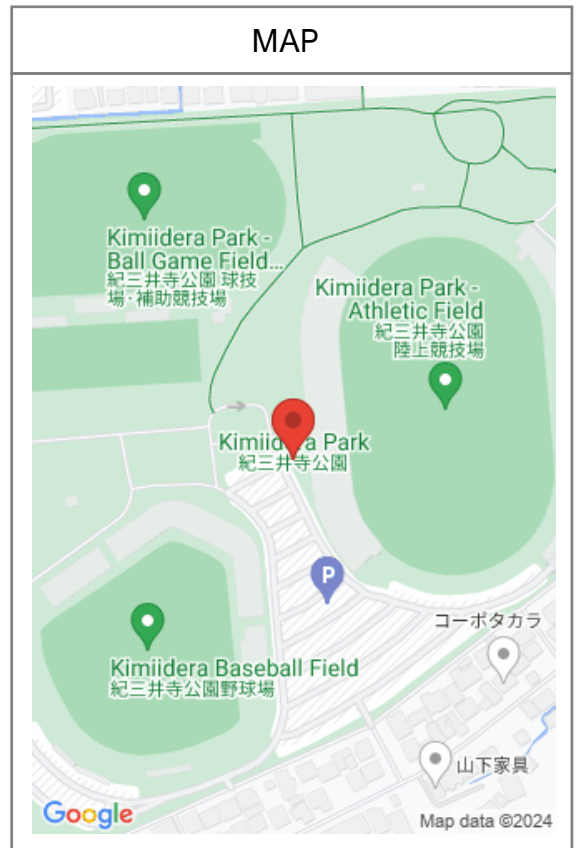 MAP
Kimiidera Park -
Ball Game Field...
紀三井寺公園 球技
場·補助競技場
Kimiidera Park -
Athletic Field
紀三井寺公園
陸上競技場
Kimiidera Park
紀三井寺公園
P
コーポタカラ
Kimiidera Baseball Field
紀三井寺公園野球場
山下家具
Google
Map data ©2024